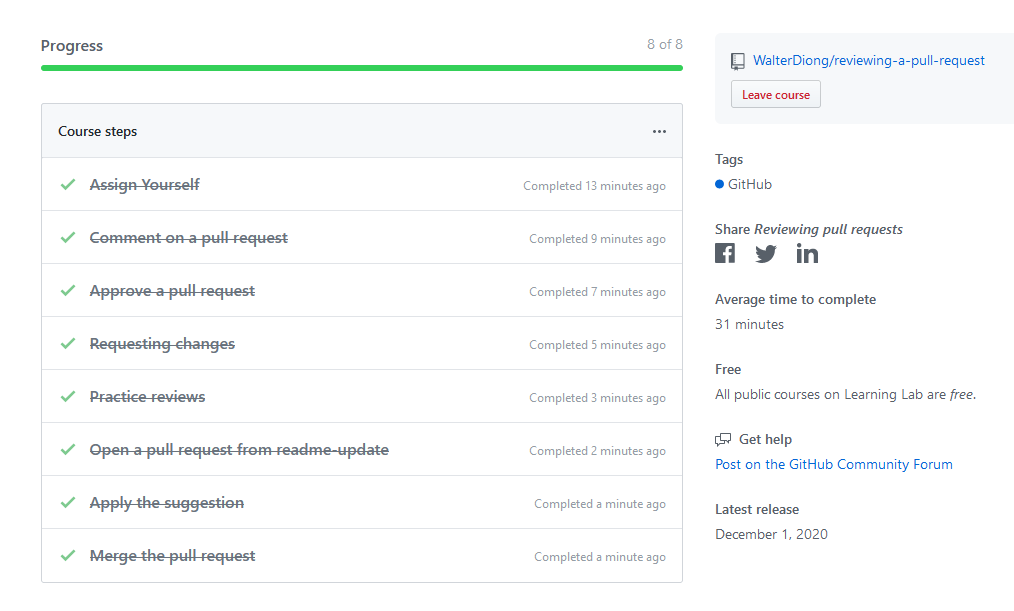 Progress
8 of 8
Course steps
Assign Yourself
Completed 13 minutes ago
Comment on a pull request
Completed 9 minutes ago
Approve a pull request
Completed 7 minutes ago
Requesting changes
Completed 5 minutes ago
Practice reviews
Completed 3 minutes ago
Open a pull request from readme-update
Completed 2 minutes ago
Apply the suggestion
Completed a minute ago
Merge the pull request
Completed a minute ago
WalterDiong/reviewing-a-pull-request
Leave course
Tags
GitHub
Share Reviewing pull requests
Average time to complete
31 minutes
Free
All public courses on Learning Lab are free.
Get help
Post on the GitHub Community Forum
Latest release
December 1, 2020